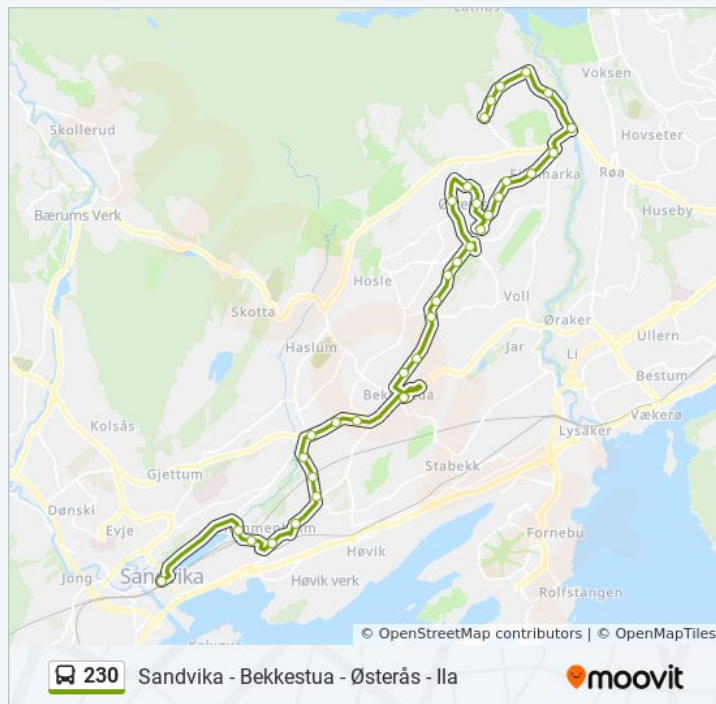 Voksen
Skollerud
Hovseter
Røa
Bærums Verk
Huseby
Hosle
Voll
Skotta
Øraker
Ullern
Haslum
Jar
Li
Bestum
Bekkestua
Vækerø
Kolsås
Lysaker
Gjettum
Stabekk
Dønski
Evje
Fornebu
Høvik
Jong
Sandvika
Høvik verk
Rolfstangen
© OpenStreetMap contributors | © OpenMapTiles
230 Sandvika - Bekkestua - Østerås - Ila
moovit